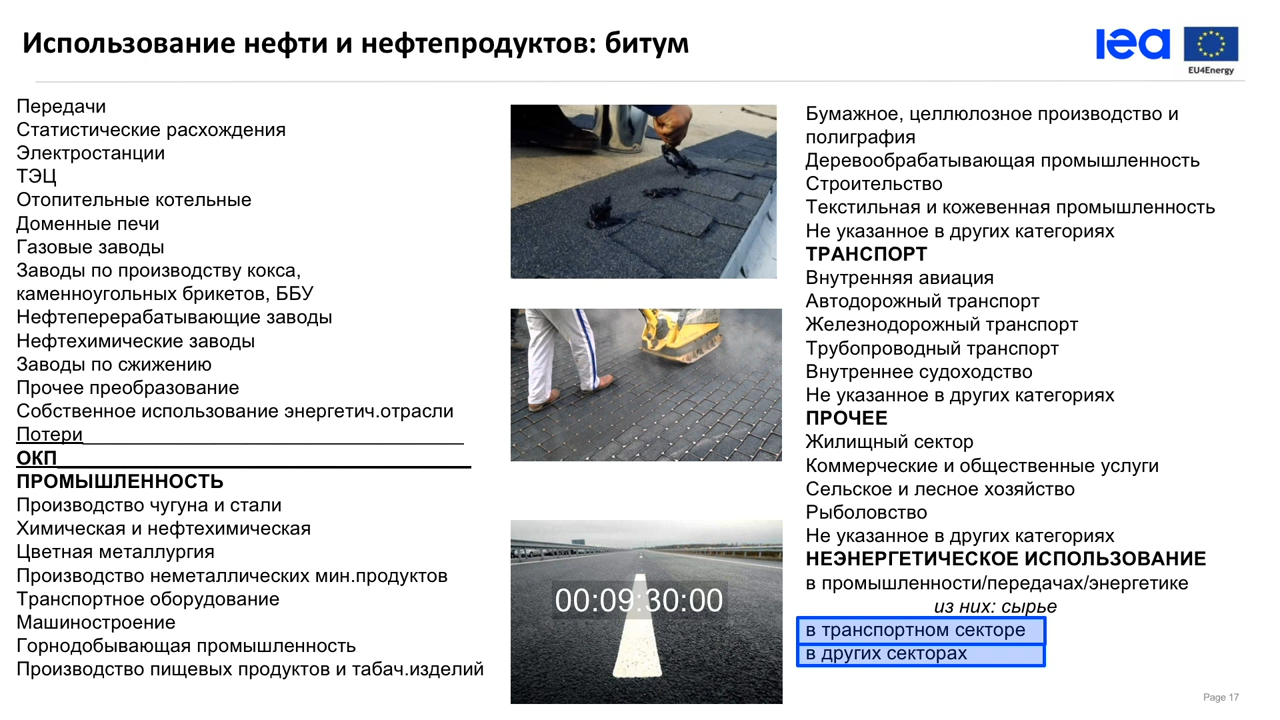 Использование нефти и нефтепродуктов: битум
iea
EU4Energy
Передачи
Статистические расхождения
Электростанции
ТЭЦ
Отопительные котельные
Доменные печи
Газовые заводы
Заводы по производству кокса,
каменноугольных брикетов, ББУ
Нефтеперерабатывающие заводы
Нефтехимические заводы
Заводы по сжижению
Прочее преобразование
Собственное использование энергетич.отрасли
Потери
ОКП
ПРОМЫШЛЕННОСТЬ
Производство чугуна и стали
Химическая и нефтехимическая
Цветная металлургия
Производство неметаллических мин.продуктов
Транспортное оборудование
Машиностроение
Горнодобывающая промышленность
Производство пищевых продуктов и табач.изделий
00:09:30:00
Бумажное, целлюлозное производство и
полиграфия
Деревообрабатывающая промышленность
Строительство
Текстильная и кожевенная промышленность
Не указанное в других категориях
ТРАНСПОРТ
Внутренняя авиация
Автодорожный транспорт
Железнодорожный транспорт
Трубопроводный транспорт
Внутреннее судоходство
Не указанное в других категориях
ПРОЧЕЕ
Жилищный сектор
Коммерческие и общественные услуги
Сельское и лесное хозяйство
Рыболовство
Не указанное в других категориях
НЕЭНЕРГЕТИЧЕСКОЕ ИСПОЛЬЗОВАНИЕ
в промышленности/передачах/энергетике
из них: сырье
в транспортном секторе
в других секторах
Page 17